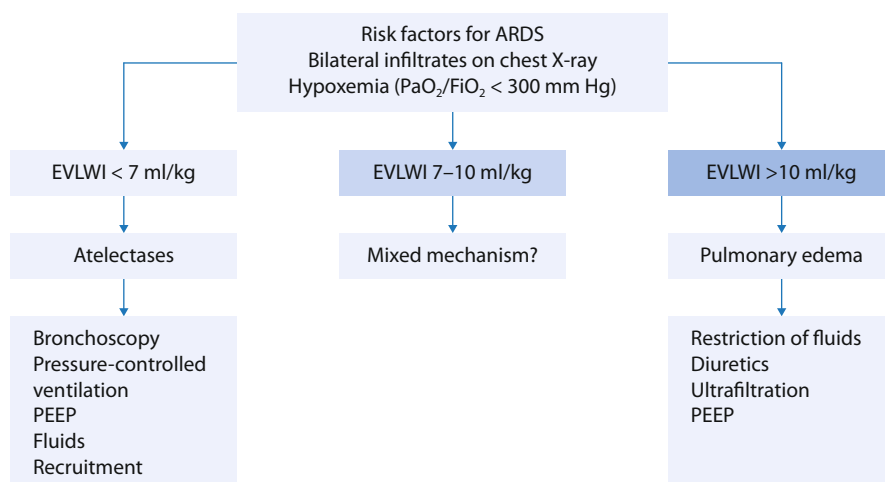 Risk factors for ARDS
Bilateral infiltrates on chest X-ray
Hypoxemia (PaO₂/FiO₂ < 300 mm Hg)
EVLWI < 7 ml/kg
EVLWI 7–10 ml/kg
EVLWI >10 ml/kg
Atelectases
Mixed mechanism?
Pulmonary edema
Bronchoscopy
Pressure-controlled
ventilation
PEEP
Fluids
Recruitment
Restriction of fluids
Diuretics
Ultrafiltration
PEEP